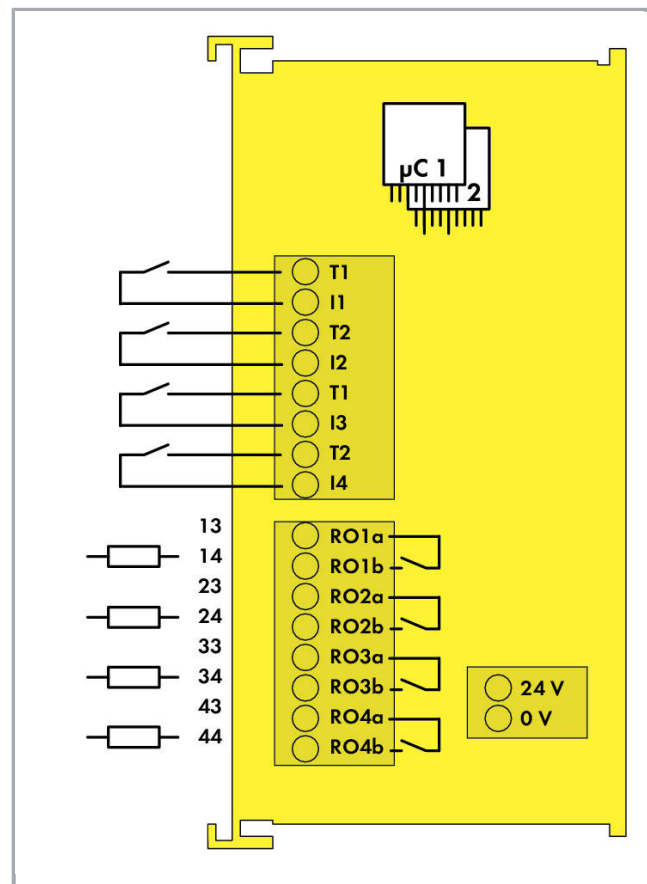 µC 1
2
T1
I1
T2
I2
T1
I3
T2
I4
13
RO1a
14
RO1b
23
RO2a
24
RO2b
33
RO3a
34
RO3b
43
RO4a
44
RO4b
24 V
0 V